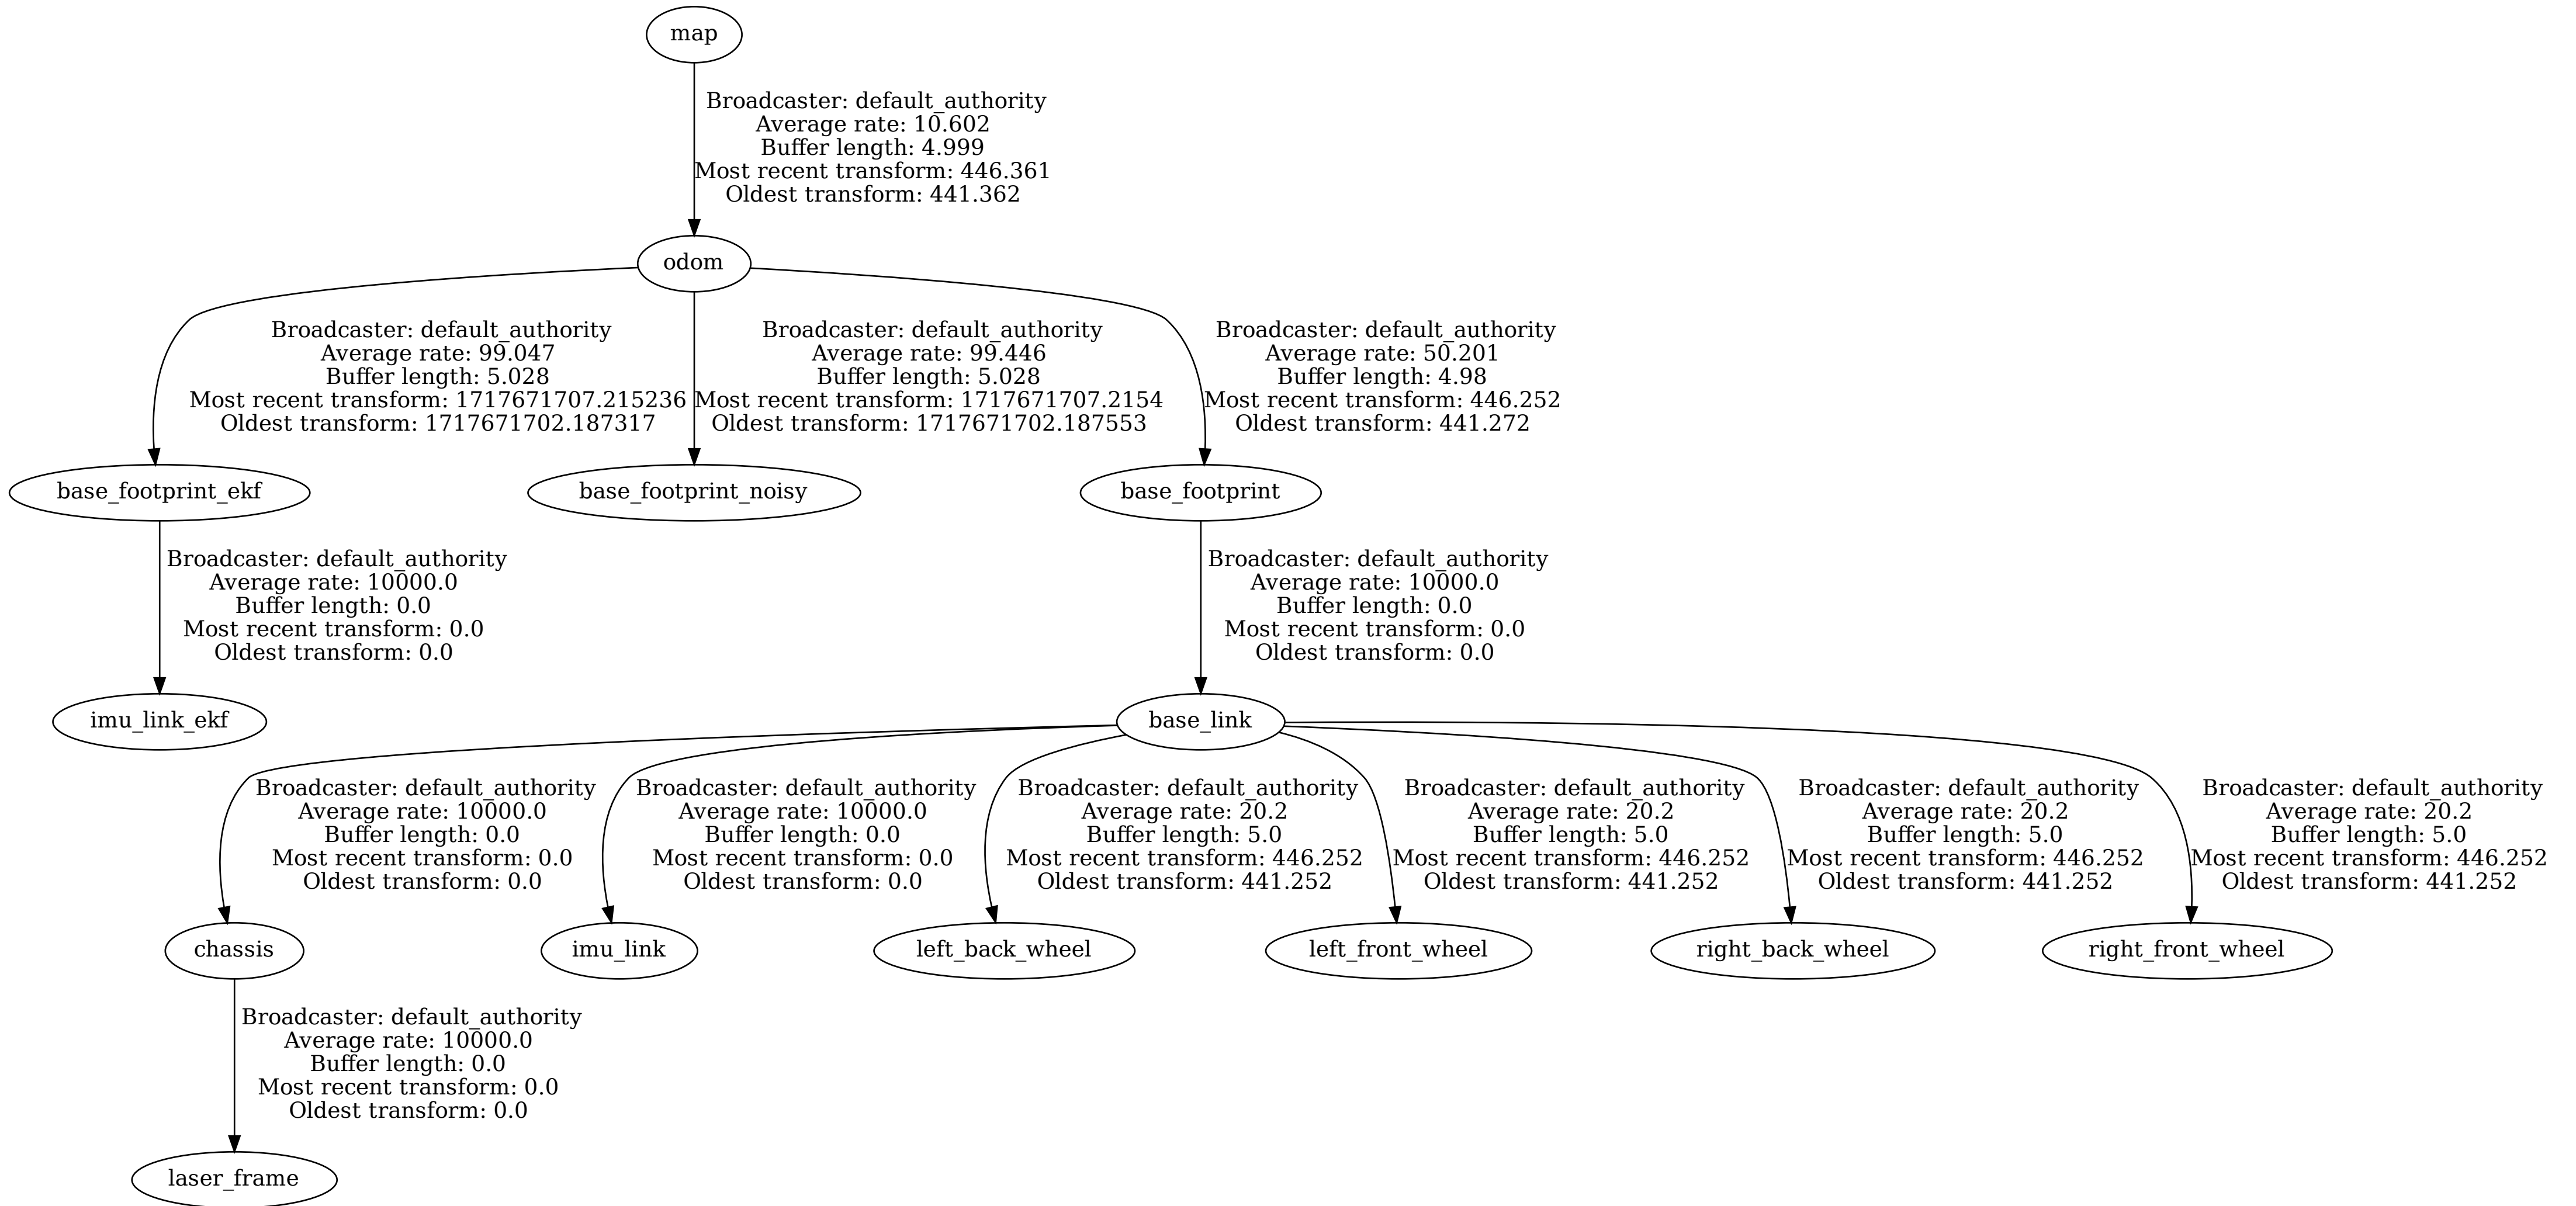 map
Broadcaster: default_authority
Average rate: 10.602
Buffer length: 4.999
Most recent transform: 446.361
Oldest transform: 441.362
odom
Broadcaster: default_authority
Average rate: 99.047
Buffer length: 5.028
Most recent transform: 1717671707.215236
Oldest transform: 1717671702.187317
Broadcaster: default_authority
Average rate: 99.446
Buffer length: 5.028
Most recent transform: 1717671707.2154
Oldest transform: 1717671702.187553
Broadcaster: default_authority
Average rate: 50.201
Buffer length: 4.98
Most recent transform: 446.252
Oldest transform: 441.272
base_footprint_ekf
base_footprint_noisy
base_footprint
Broadcaster: default_authority
Average rate: 10000.0
Buffer length: 0.0
Most recent transform: 0.0
Oldest transform: 0.0
Broadcaster: default_authority
Average rate: 10000.0
Buffer length: 0.0
Most recent transform: 0.0
Oldest transform: 0.0
imu_link_ekf
base_link
Broadcaster: default_authority
Average rate: 10000.0
Buffer length: 0.0
Most recent transform: 0.0
Oldest transform: 0.0
Broadcaster: default_authority
Average rate: 10000.0
Buffer length: 0.0
Most recent transform: 0.0
Oldest transform: 0.0
Broadcaster: default_authority
Average rate: 20.2
Buffer length: 5.0
Most recent transform: 446.252
Oldest transform: 441.252
Broadcaster: default_authority
Average rate: 20.2
Buffer length: 5.0
Most recent transform: 446.252
Oldest transform: 441.252
Broadcaster: default_authority
Average rate: 20.2
Buffer length: 5.0
Most recent transform: 446.252
Oldest transform: 441.252
Broadcaster: default_authority
Average rate: 20.2
Buffer length: 5.0
Most recent transform: 446.252
Oldest transform: 441.252
chassis
imu_link
left_back_wheel
left_front_wheel
right_back_wheel
right_front_wheel
Broadcaster: default_authority
Average rate: 10000.0
Buffer length: 0.0
Most recent transform: 0.0
Oldest transform: 0.0
laser_frame